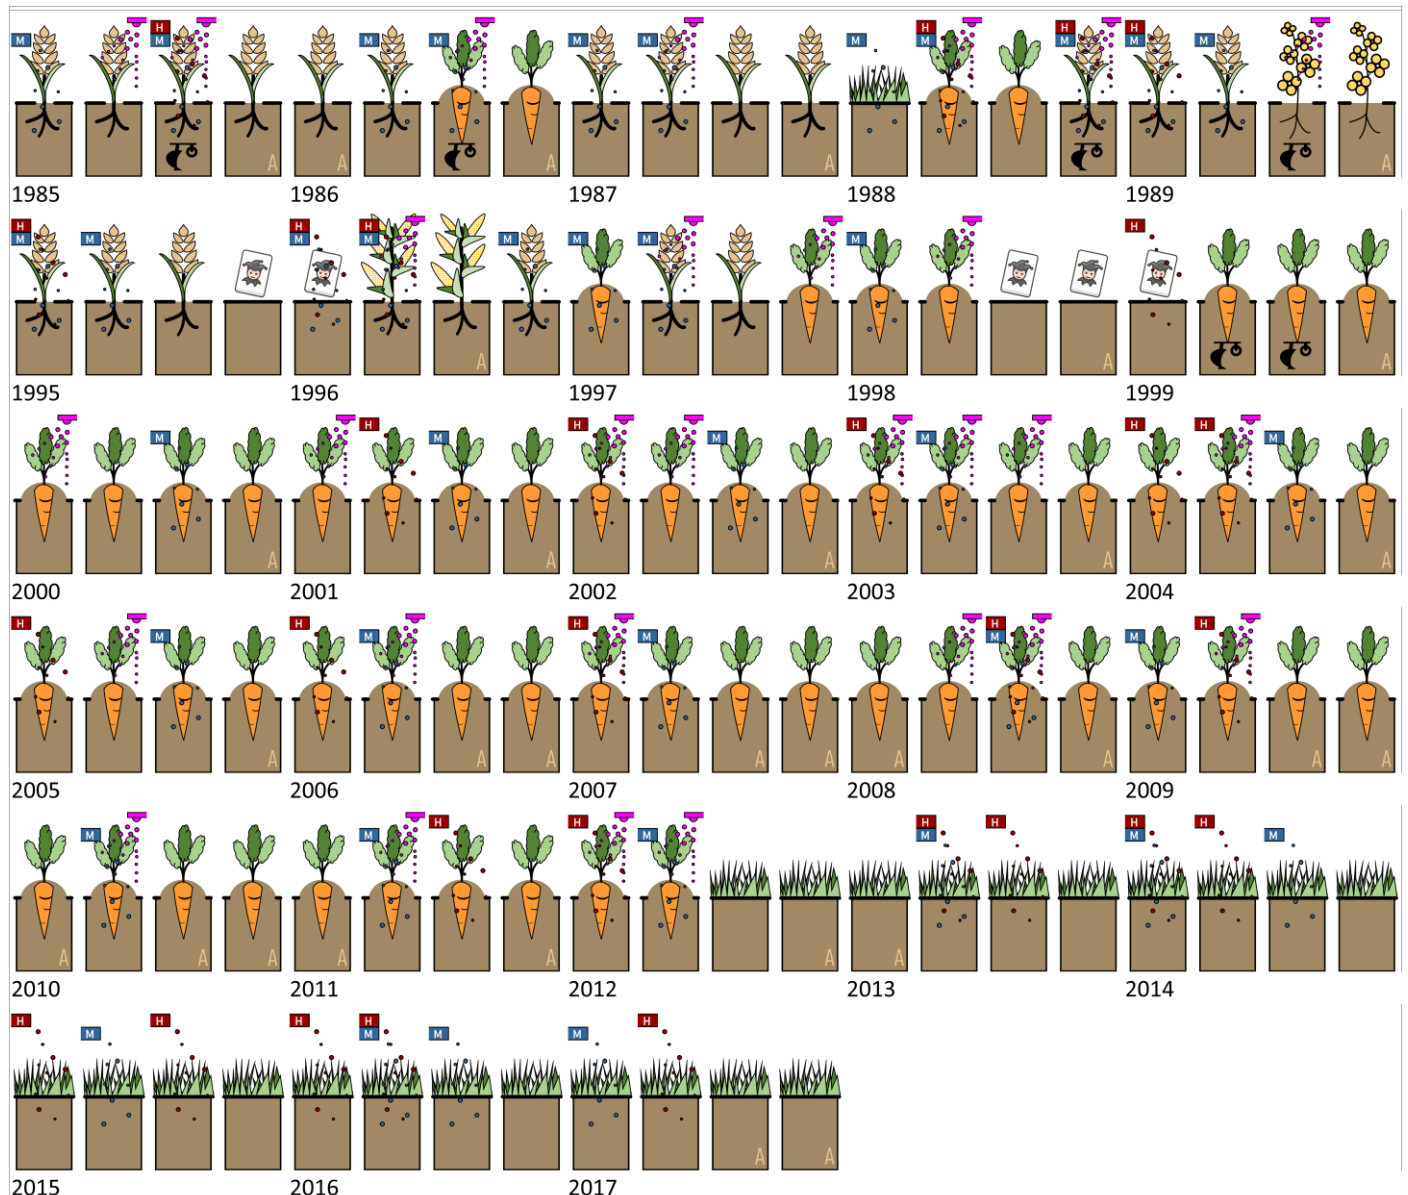 H H H H
M M M M M M M M M M M
A A A
1985 1986 1987 1988 1989
H H H H
M M M M M M M M
A A A
1995 1996 1997 1998 1999
H H H H H
M M M M M
A A A A A
2000 2001 2002 2003 2004
H H H H H
M M M M M
A A A A A A A A A
2005 2006 2007 2008 2009
H H H H H H
M M M M M M
A A A A A A A A
2010 2011 2012 2013 2014
H H H H H
M M M M
A A
2015 2016 2017